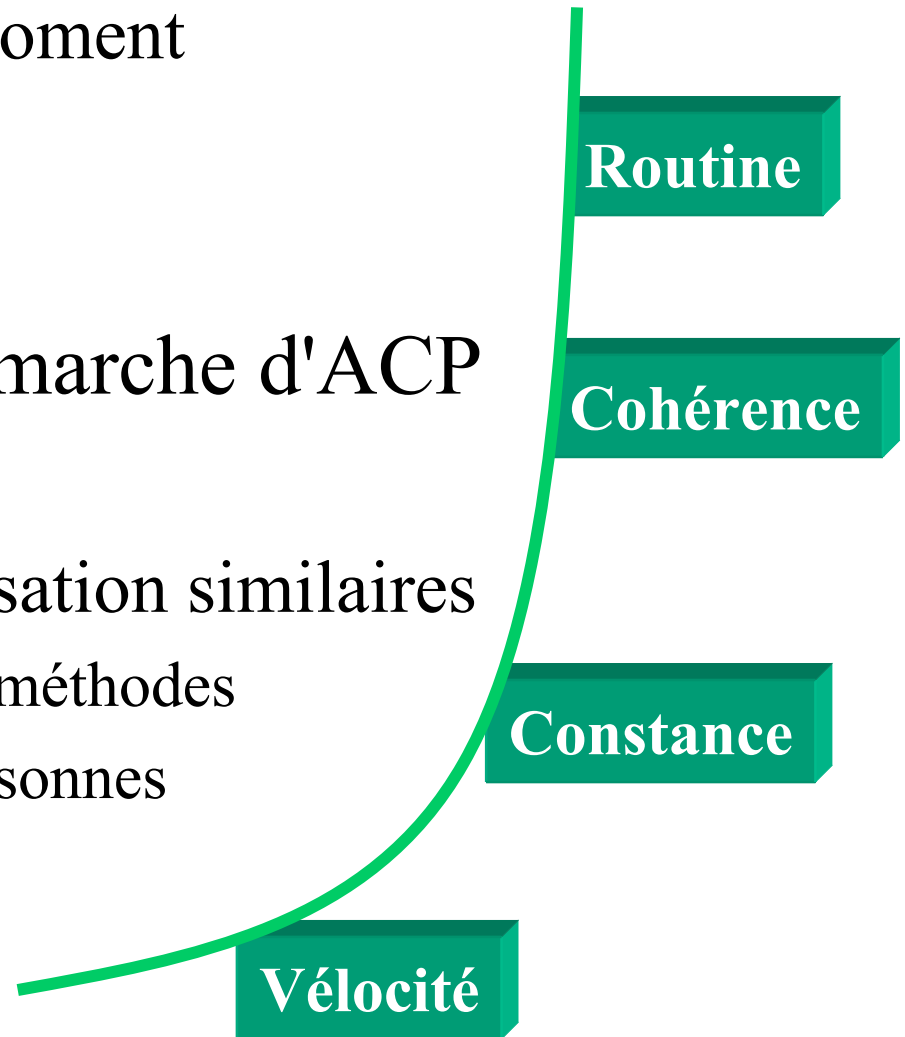 oment
Routine
marche d'ACP
Cohérence
sation similaires
méthodes
Constance
sonnes
Vélocité